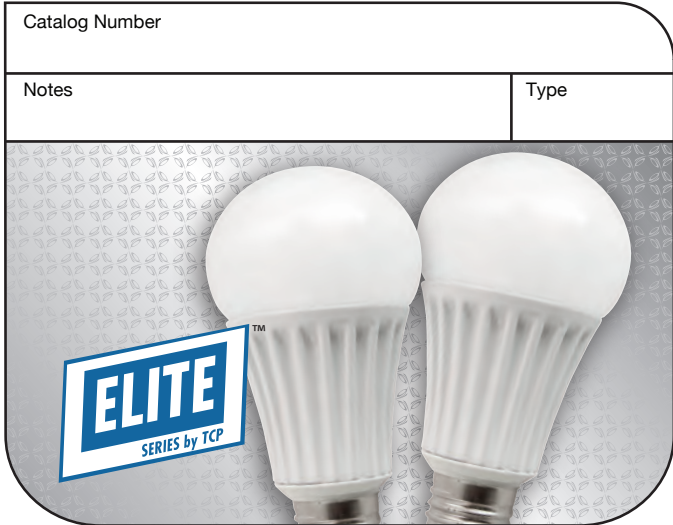 Catalog Number
Notes
Type
™
ELITE
SERIES by TCP